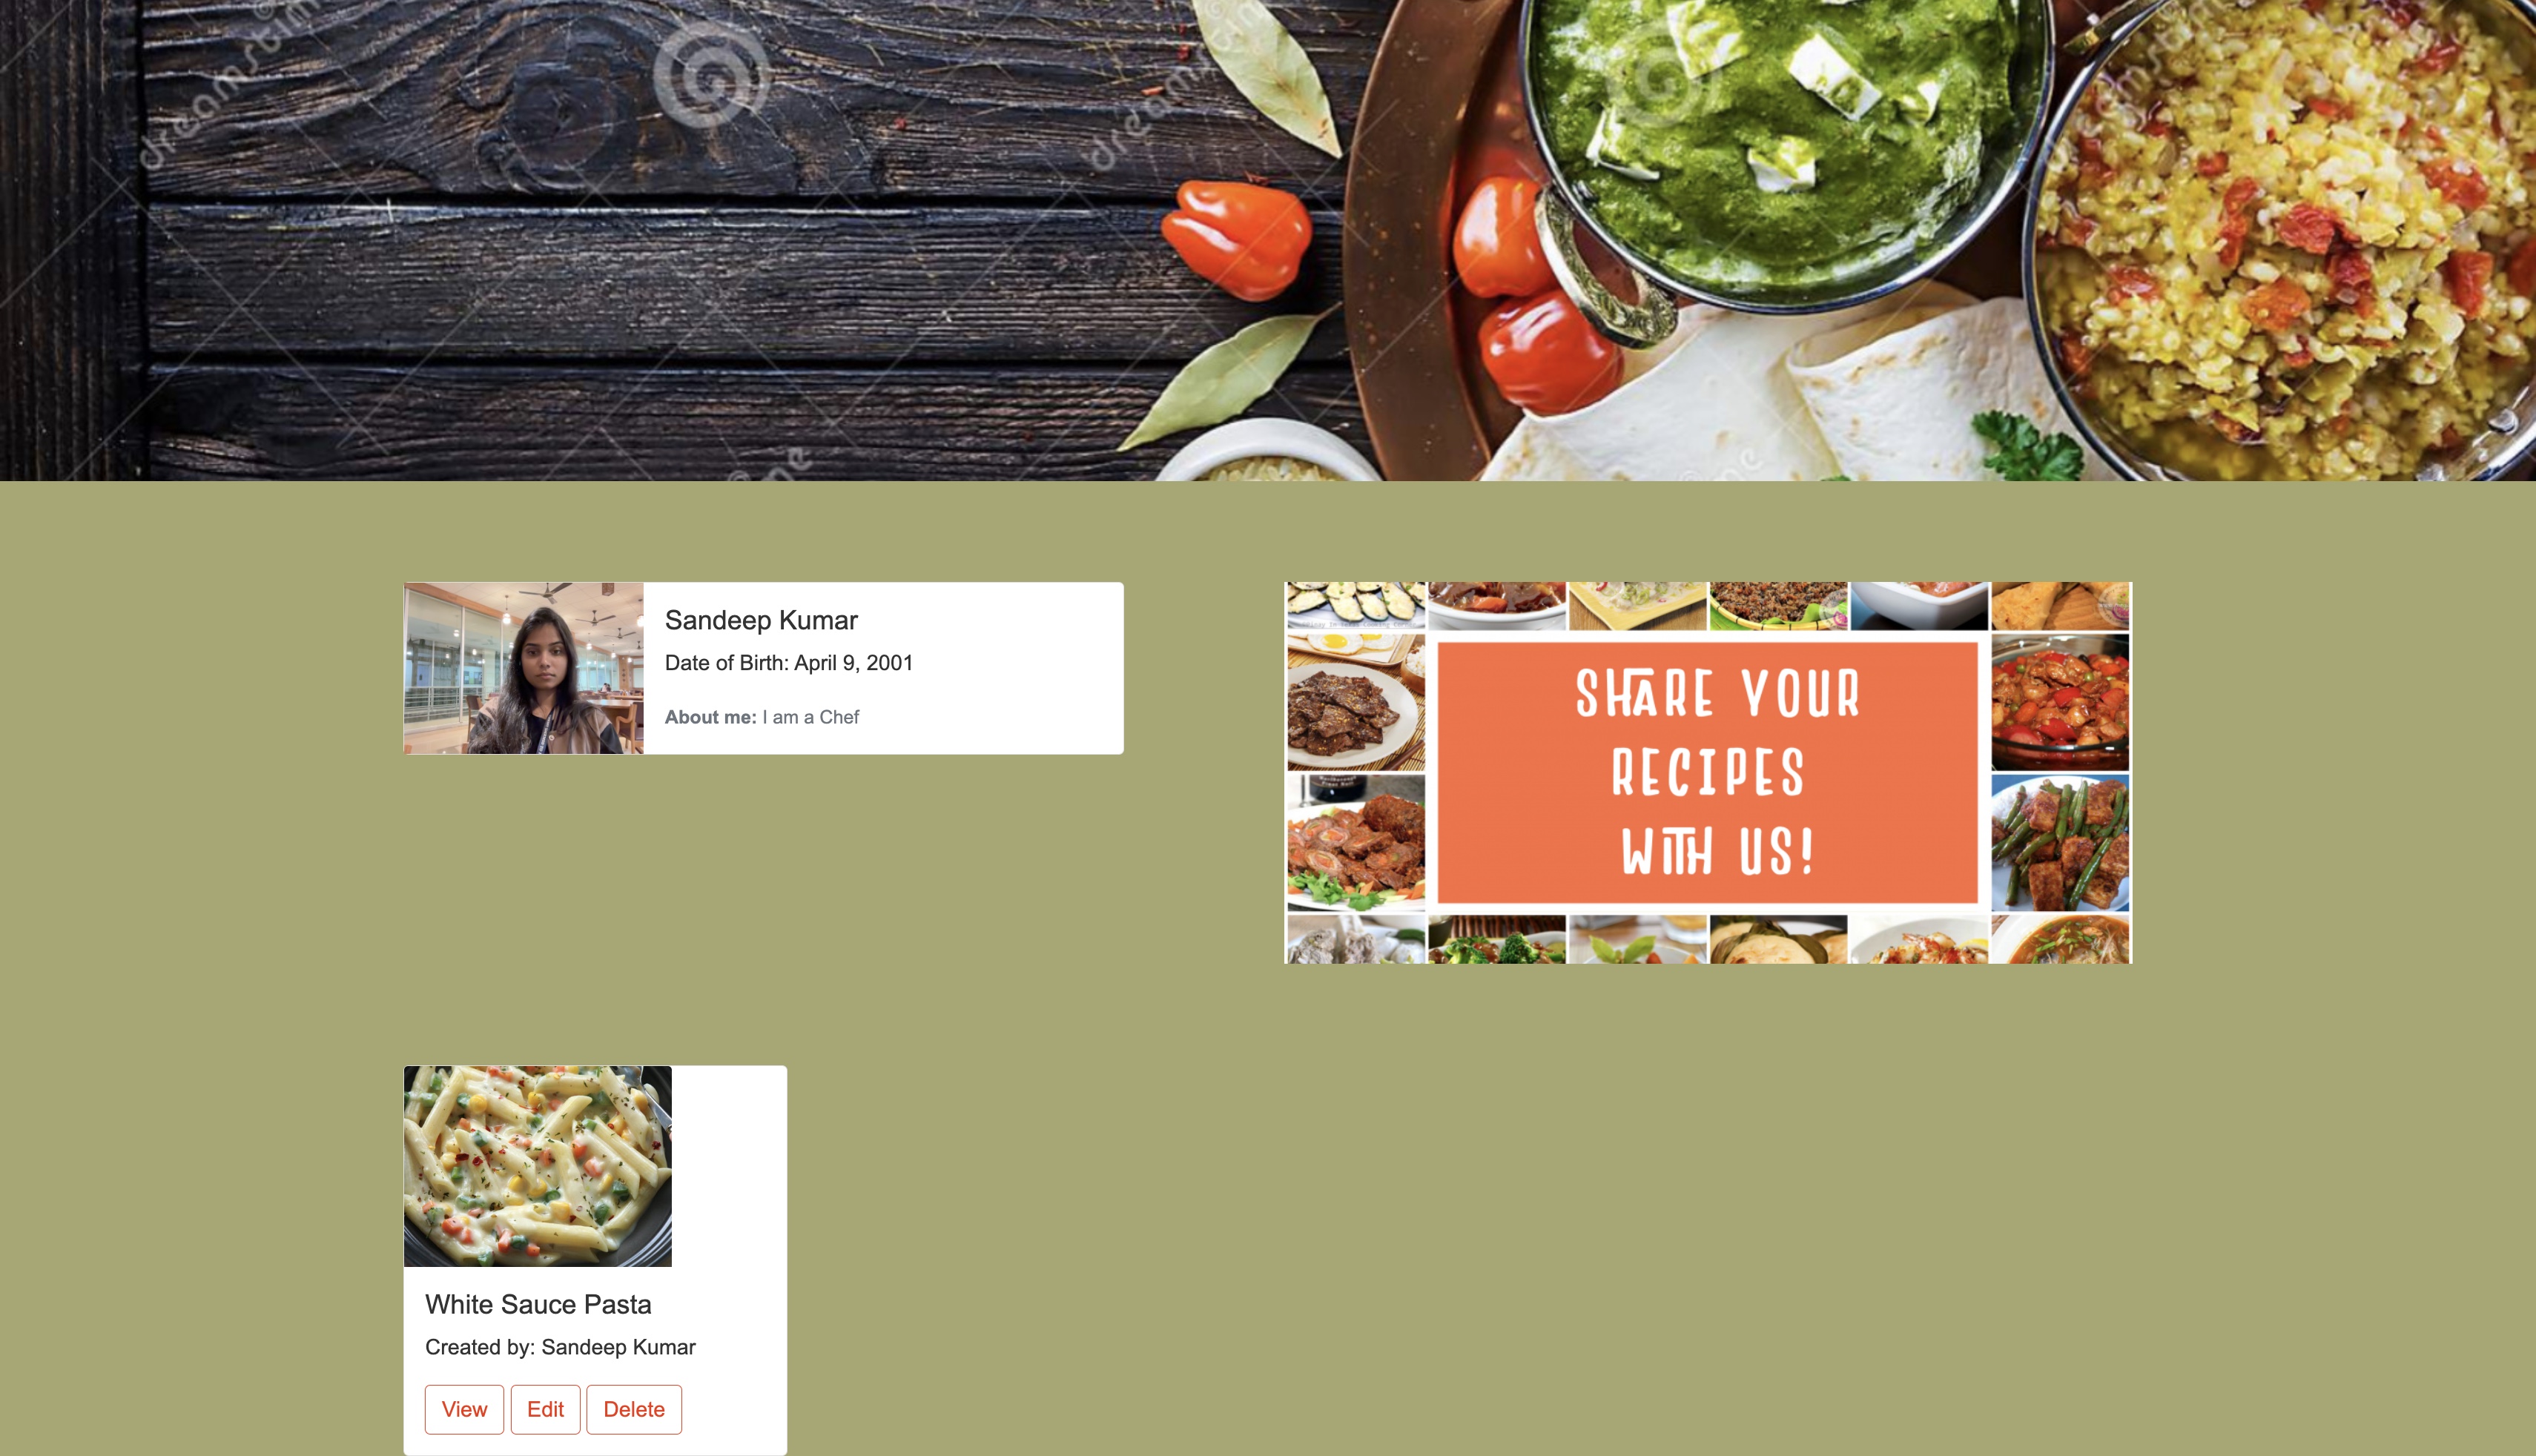 dreamstime
dreamstime
Sandeep Kumar
Date of Birth: April 9, 2001
About me: I am a Chef
SHARE YOUR
RECIPES
WITH US!
White Sauce Pasta
Created by: Sandeep Kumar
View
Edit
Delete